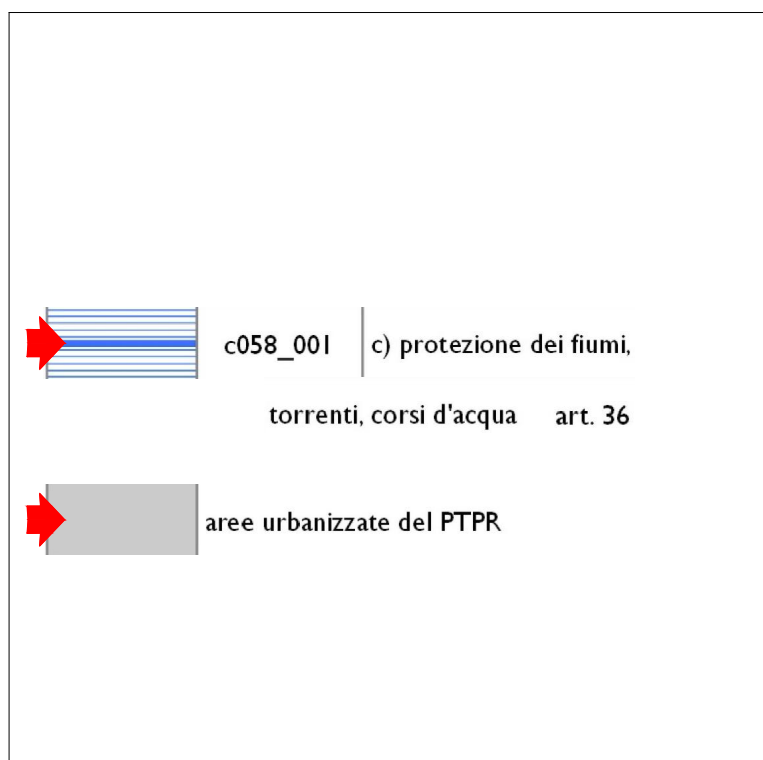 c058_001 c) protezione dei fiumi,
torrenti, corsi d'acqua art. 36
aree urbanizzate del PTPR